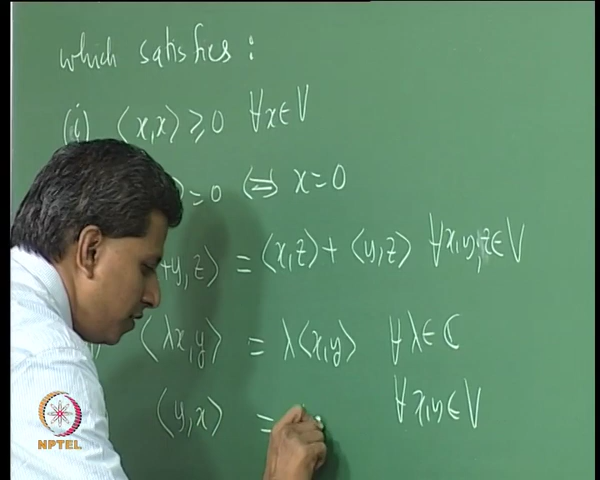 which satisfies :
(i) ⟨x,x⟩ ⩾ 0 ∀x∈V
⟩=0 ⇔ x=0
+y, z⟩ = ⟨x,z⟩ + ⟨y,z⟩ ∀x,y,z∈V
⟨λx,y⟩ = λ⟨x,y⟩ ∀λ∈ℂ
⟨y,x⟩ = ∀x,y∈V
NPTEL